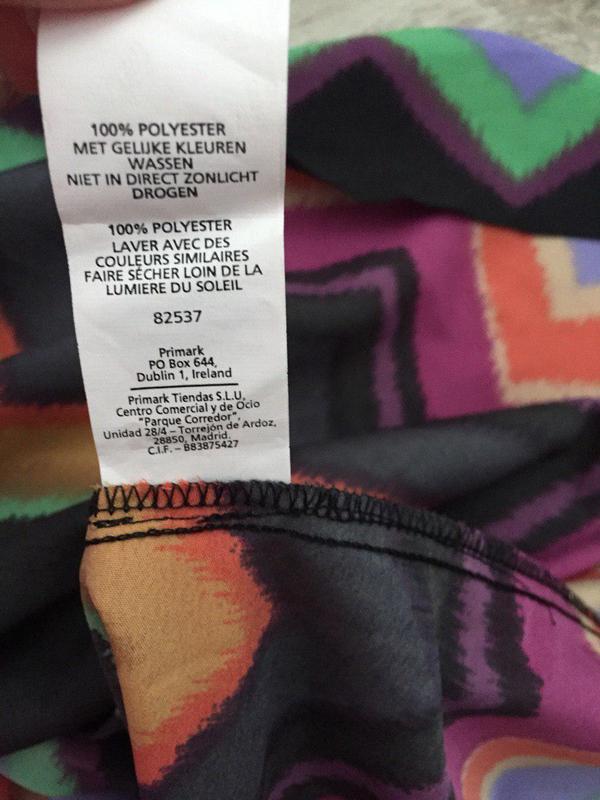 100% POLYESTER
MET GELIJKE KLEUREN
WASSEN
NIET IN DIRECT ZONLICHT
DROGEN
100% POLYESTER
LAVER AVEC DES
COULEURS SIMILAIRES
FAIRE SÉCHER LOIN DE LA
LUMIERE DU SOLEIL
82537
Primark
PO Box 644,
Dublin 1, Ireland
Primark Tiendas S.L.U,
Centro Comercial y de Ocio
"Parque Corredor",
Unidad 28/4 – Torrejón de Ardoz,
28850, Madrid.
C.I.F. – B83875427